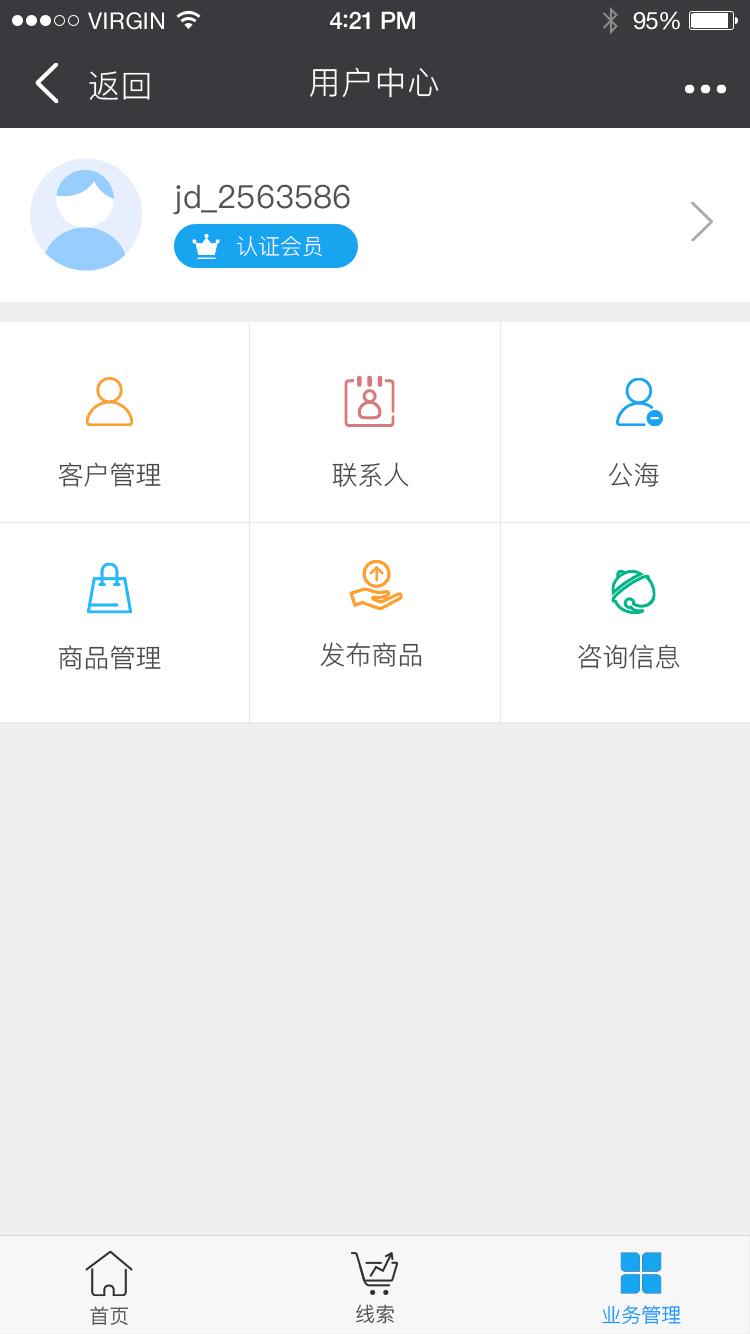 VIRGIN 4:21 PM 95%
返回 用户中心
jd_2563586
认证会员
客户管理 联系人 公海
商品管理 发布商品 咨询信息
首页 线索 业务管理